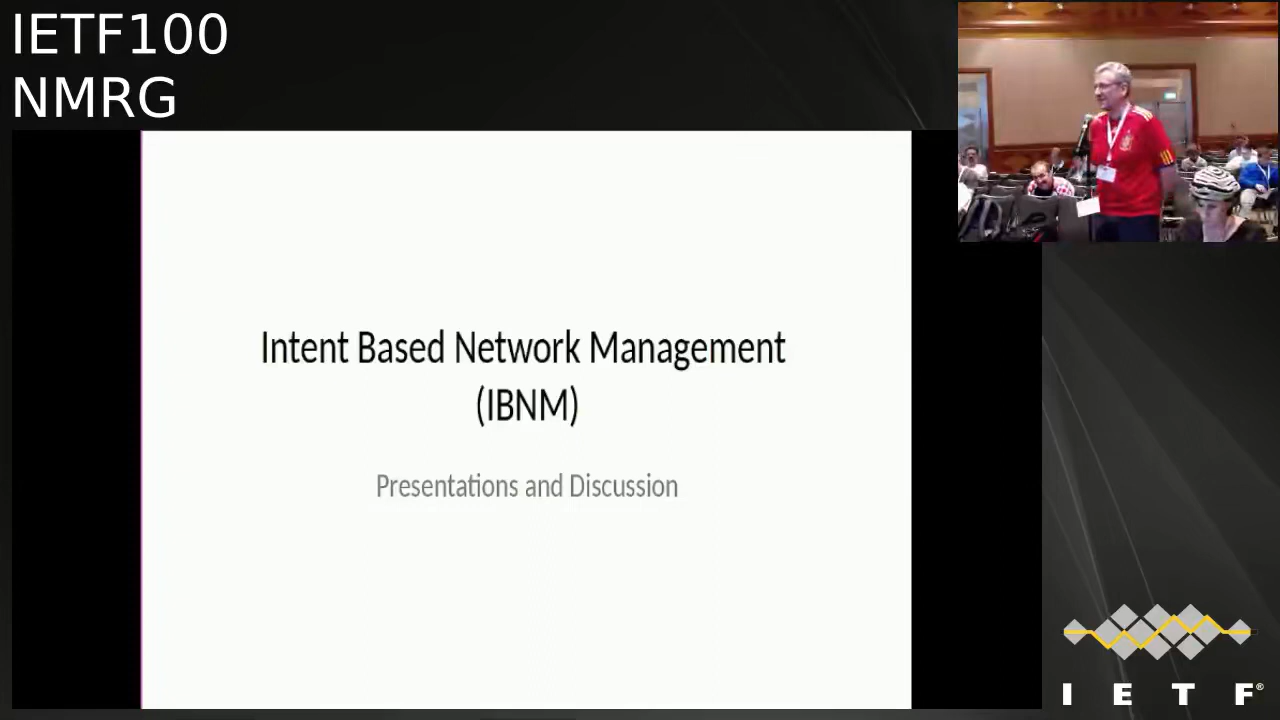 IETF100
NMRG
Intent Based Network Management
(IBNM)
Presentations and Discussion
I E T F®